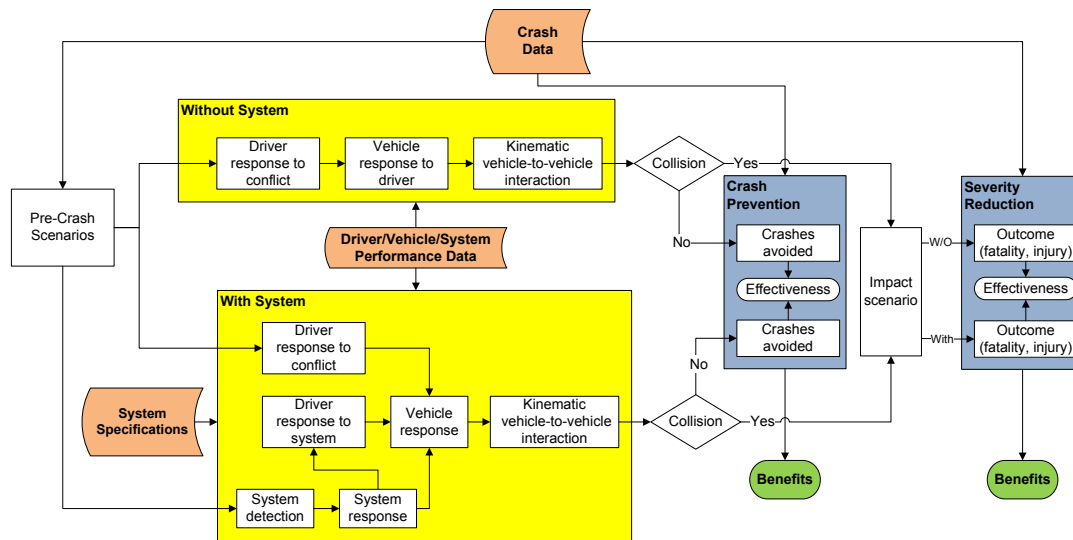 Crash
Data
Without System
Driver
response to
conflict
Vehicle
response to
driver
Kinematic
vehicle-to-vehicle
interaction
Collision
Yes
No
Pre-Crash
Scenarios
Driver/Vehicle/System
Performance Data
Crash
Prevention
Crashes
avoided
Effectiveness
Crashes
avoided
Severity
Reduction
Outcome
(fatality, injury)
Effectiveness
Outcome
(fatality, injury)
W/O
With
Impact
scenario
With System
Driver
response to
conflict
Driver
response to
system
Vehicle
response
Kinematic
vehicle-to-vehicle
interaction
System
detection
System
response
System
Specifications
No
Collision
Yes
Benefits
Benefits